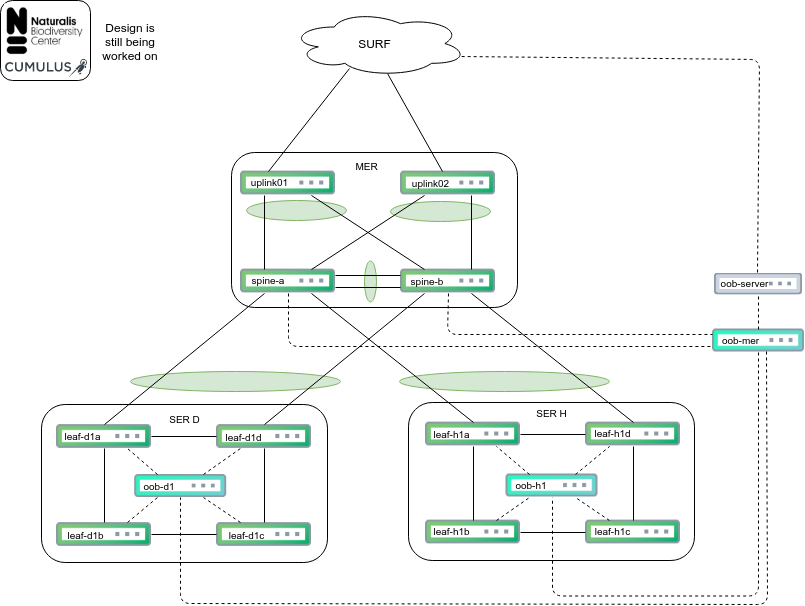 Naturalis
Biodiversity
Center
CUMULUS
Design is
still being
worked on
SURF
MER
uplink01
uplink02
spine-a
spine-b
oob-server
oob-mer
SER D
leaf-d1a
leaf-d1d
oob-d1
leaf-d1b
leaf-d1c
SER H
leaf-h1a
leaf-h1d
oob-h1
leaf-h1b
leaf-h1c